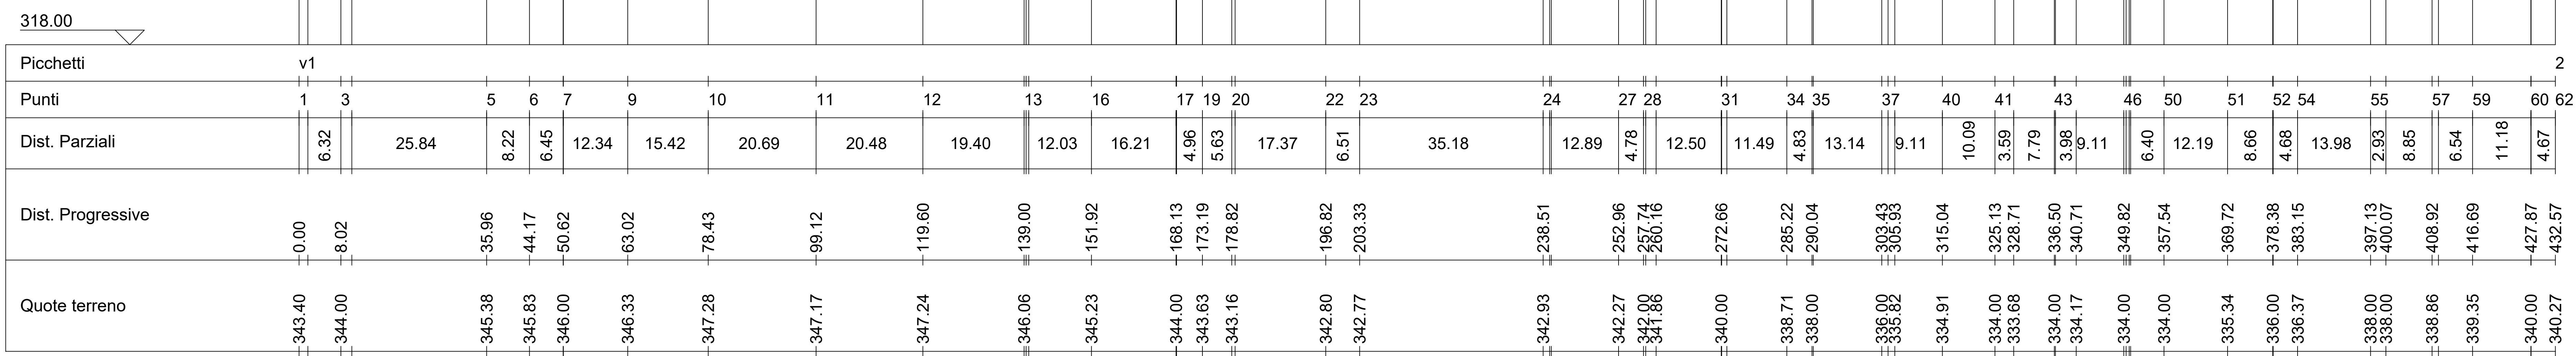 318.00
Picchetti v1 2
Punti 1 3 5 6 7 9 10 11 12 13 16 17 19 20 22 23 24 27 28 31 34 35 37 40 41 43 46 50 51 52 54 55 57 59 60 62
Dist. Parziali 6.32 25.84 8.22 6.45 12.34 15.42 20.69 20.48 19.40 12.03 16.21 4.96 5.63 17.37 6.51 35.18 12.89 4.78 12.50 11.49 4.83 13.14 9.11 10.09 3.59 7.79 3.98 9.11 6.40 12.19 8.66 4.68 13.98 2.93 8.85 6.54 11.18 4.67
Dist. Progressive 0.00 8.02 35.96 44.17 50.62 63.02 78.43 99.12 119.60 139.00 151.92 168.13 173.19 178.82 196.82 203.33 238.51 252.96 257.74 260.16 272.66 285.22 290.04 303.43 305.93 315.04 325.13 328.71 336.50 340.71 349.82 357.54 369.72 378.38 383.15 397.13 400.07 408.92 416.69 427.87 432.57
Quote terreno 343.40 344.00 345.38 345.83 346.00 346.33 347.28 347.17 347.24 346.06 345.23 344.00 343.63 343.16 342.80 342.77 342.93 342.27 342.00 341.86 340.00 338.71 338.00 336.00 335.82 334.91 334.00 333.68 334.00 334.17 334.00 334.00 335.34 336.00 336.37 338.00 338.00 338.86 339.35 340.00 340.27